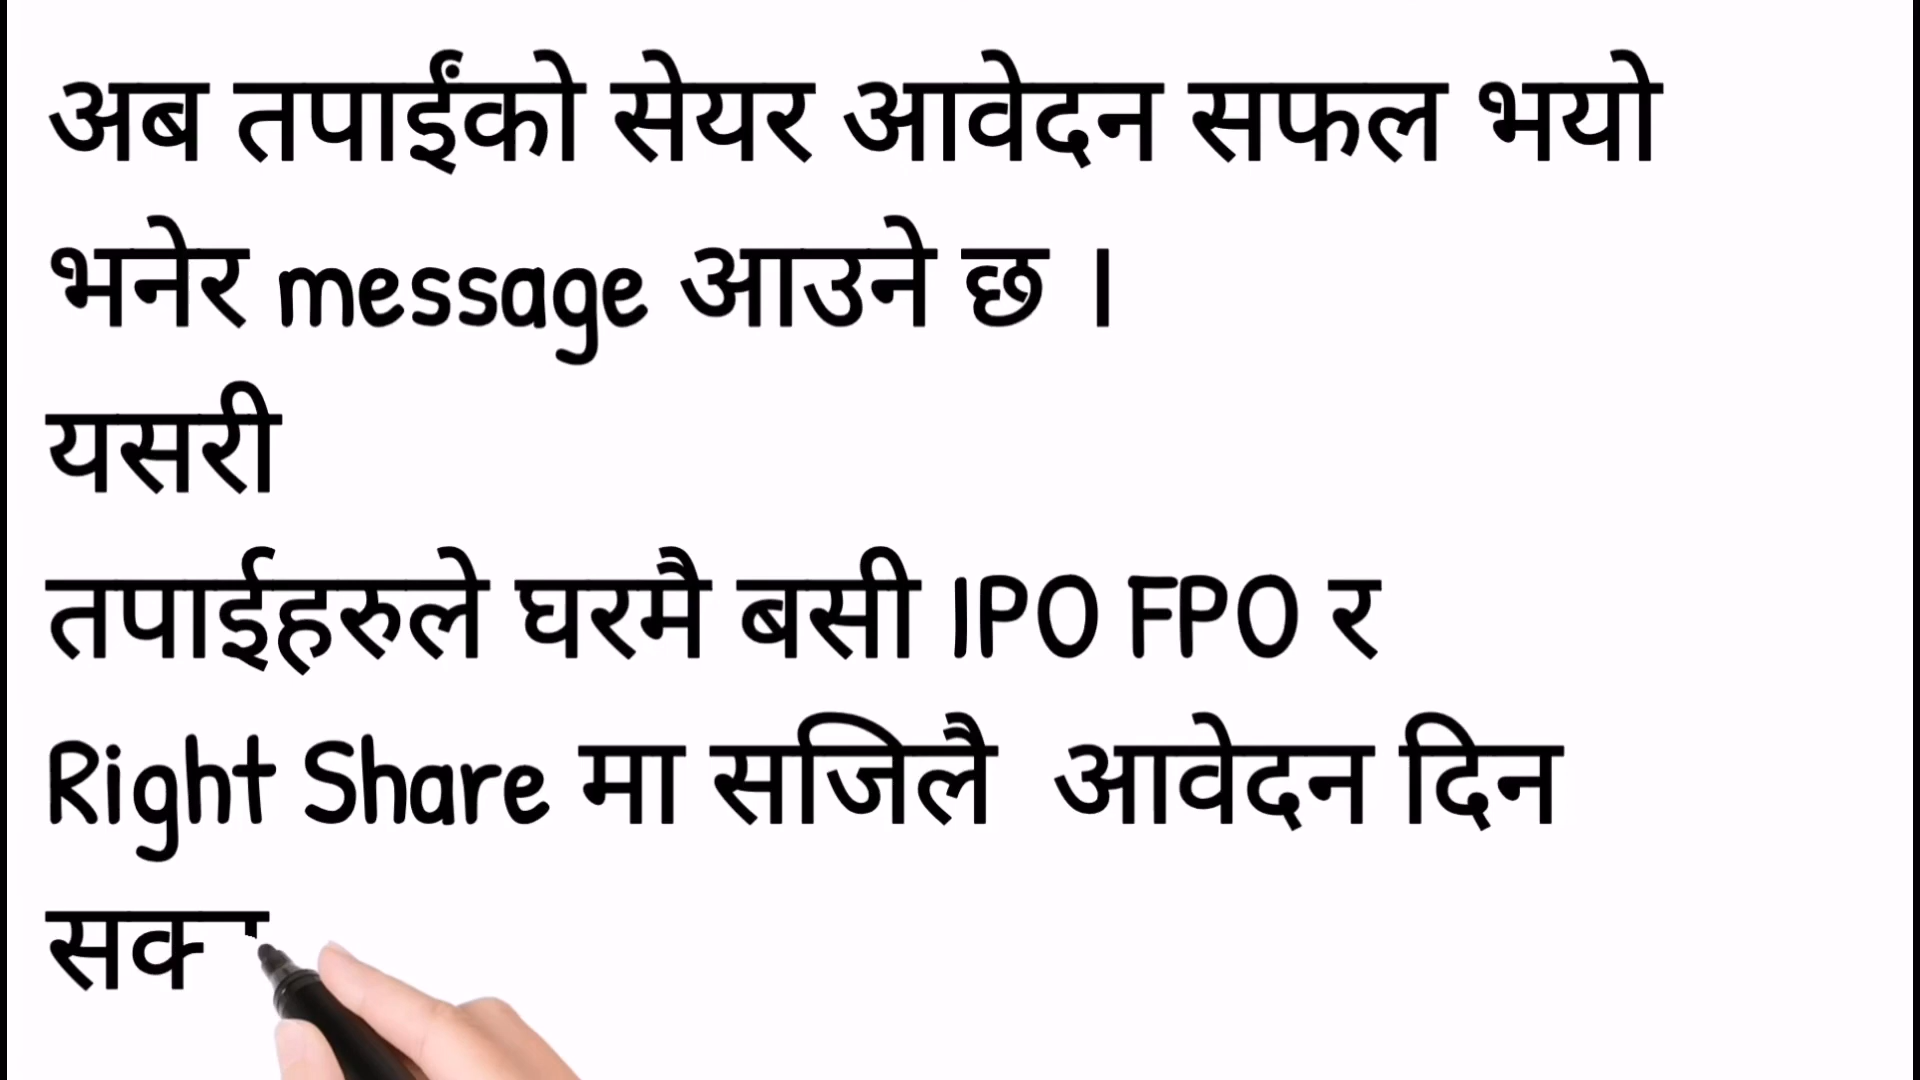 अब तपाईंको सेयर आवेदन सफल भयो
भनेर message आउने छ ।
यसरी
तपाईहरुले घरमै बसी IPO FPO र
Right Share मा सजिलै आवेदन दिन